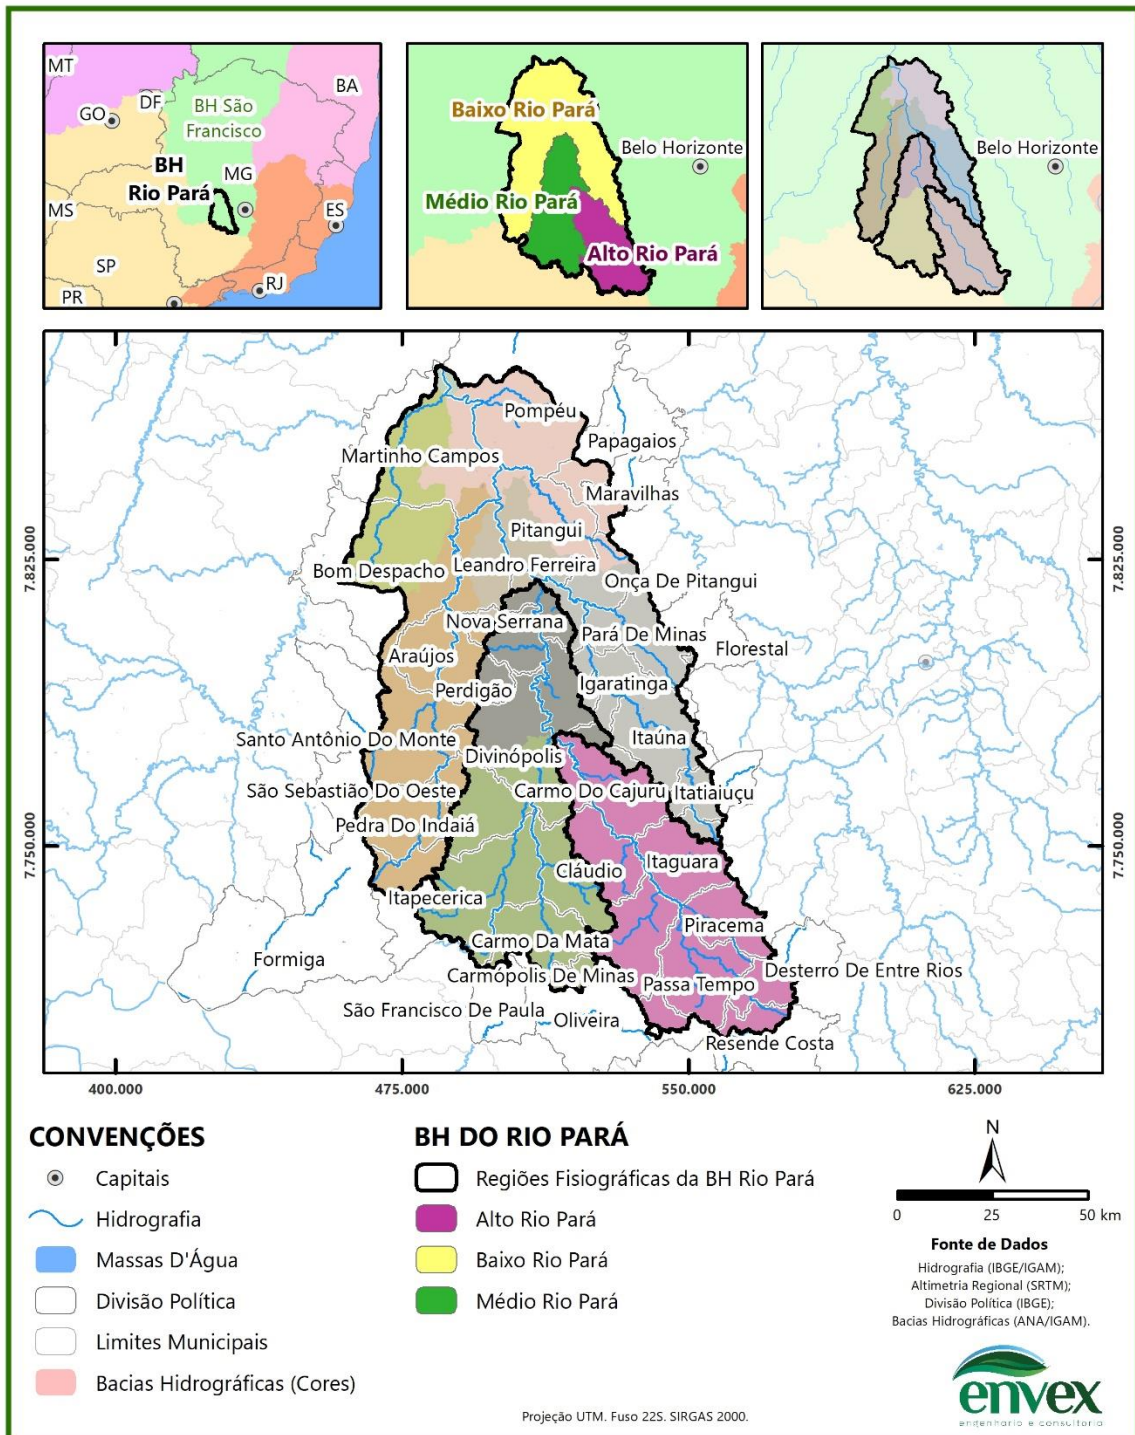 MT
GO
DF
BH São
Francisco
BA
BH
Rio Pará
MG
MS
ES
SP
RJ
PR
Baixo Rio Pará
Belo Horizonte
Médio Rio Pará
Alto Rio Pará
Belo Horizonte
Pompéu
Papagaios
Martinho Campos
Maravilhas
Pitangui
7.825.000
7.825.000
Bom Despacho
Leandro Ferreira
Onça De Pitangui
Nova Serrana
Pará De Minas
Florestal
Araújos
Perdigão
Igaratinga
Santo Antônio Do Monte
Itaúna
Divinópolis
São Sebastião Do Oeste
Carmo Do Cajuru
Itatiaiuçu
Pedra Do Indaiá
7.750.000
7.750.000
Cláudio
Itaguara
Itapecerica
Piracema
Carmo Da Mata
Formiga
Carmópolis De Minas
Passa Tempo
Desterro De Entre Rios
São Francisco De Paula
Oliveira
Resende Costa
400.000
475.000
550.000
625.000
CONVENÇÕES
Capitais
Hidrografia
Massas D'Água
Divisão Política
Limites Municipais
Bacias Hidrográficas (Cores)
BH DO RIO PARÁ
Regiões Fisiográficas da BH Rio Pará
Alto Rio Pará
Baixo Rio Pará
Médio Rio Pará
N
0 25 50 km
Fonte de Dados
Hidrografia (IBGE/IGAM);
Altimetria Regional (SRTM);
Divisão Política (IBGE);
Bacias Hidrográficas (ANA/IGAM).
envex
engenharia e consultoria
Projeção UTM. Fuso 22S. SIRGAS 2000.